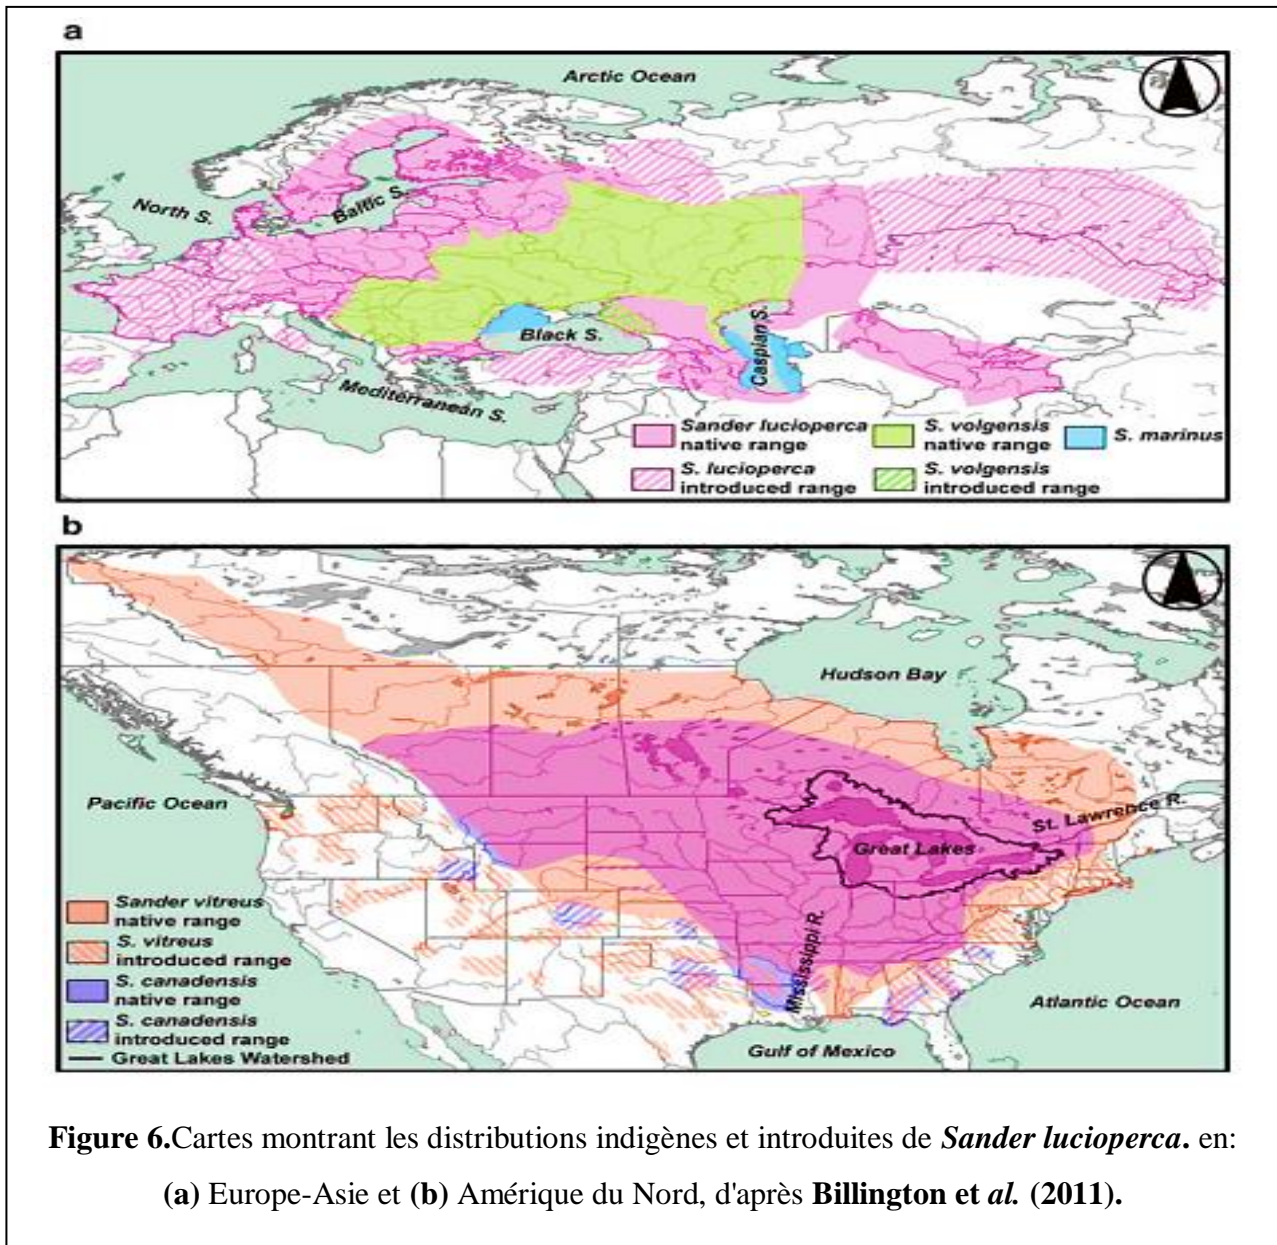 a
Arctic Ocean
North S.
Baltic S.
Black S.
Caspian S.
Mediterranean S.
Sander lucioperca
native range
S. volgensis
native range
S. marinus
S. lucioperca
introduced range
S. volgensis
introduced range
b
Hudson Bay
Pacific Ocean
St. Lawrence R.
Great Lakes
Mississippi R.
Sander vitreus
native range
S. vitreus
introduced range
S. canadensis
native range
S. canadensis
introduced range
Great Lakes Watershed
Atlantic Ocean
Gulf of Mexico
Figure 6.Cartes montrant les distributions indigènes et introduites de Sander lucioperca. en:
(a) Europe-Asie et (b) Amérique du Nord, d'après Billington et al. (2011).